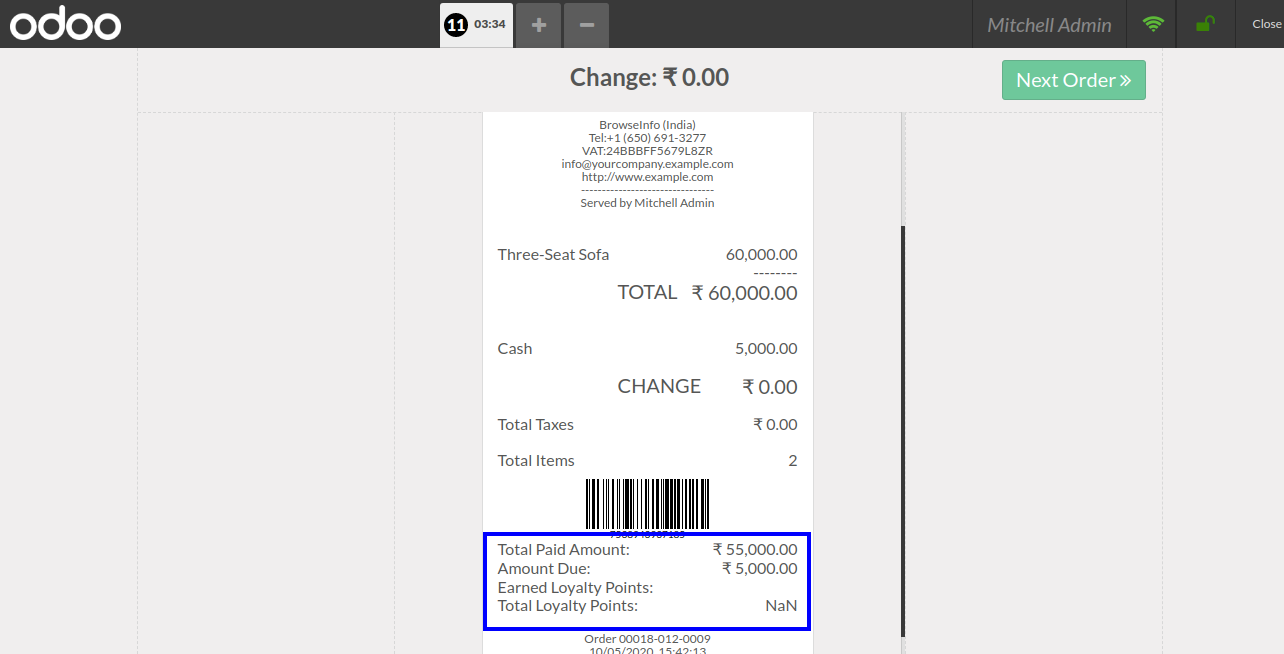 odoo
11 03:34 + −
Mitchell Admin
Close
Change: ₹ 0.00
Next Order »
BrowseInfo (India)
Tel:+1 (650) 691-3277
VAT:24BBBFF5679L8ZR
info@yourcompany.example.com
http://www.example.com
--------------------------------
Served by Mitchell Admin
Three-Seat Sofa 60,000.00
--------
TOTAL ₹ 60,000.00
Cash 5,000.00
CHANGE ₹ 0.00
Total Taxes ₹ 0.00
Total Items 2
Total Paid Amount: ₹ 55,000.00
Amount Due: ₹ 5,000.00
Earned Loyalty Points:
Total Loyalty Points: NaN
Order 00018-012-0009
10/05/2020, 15:42:13